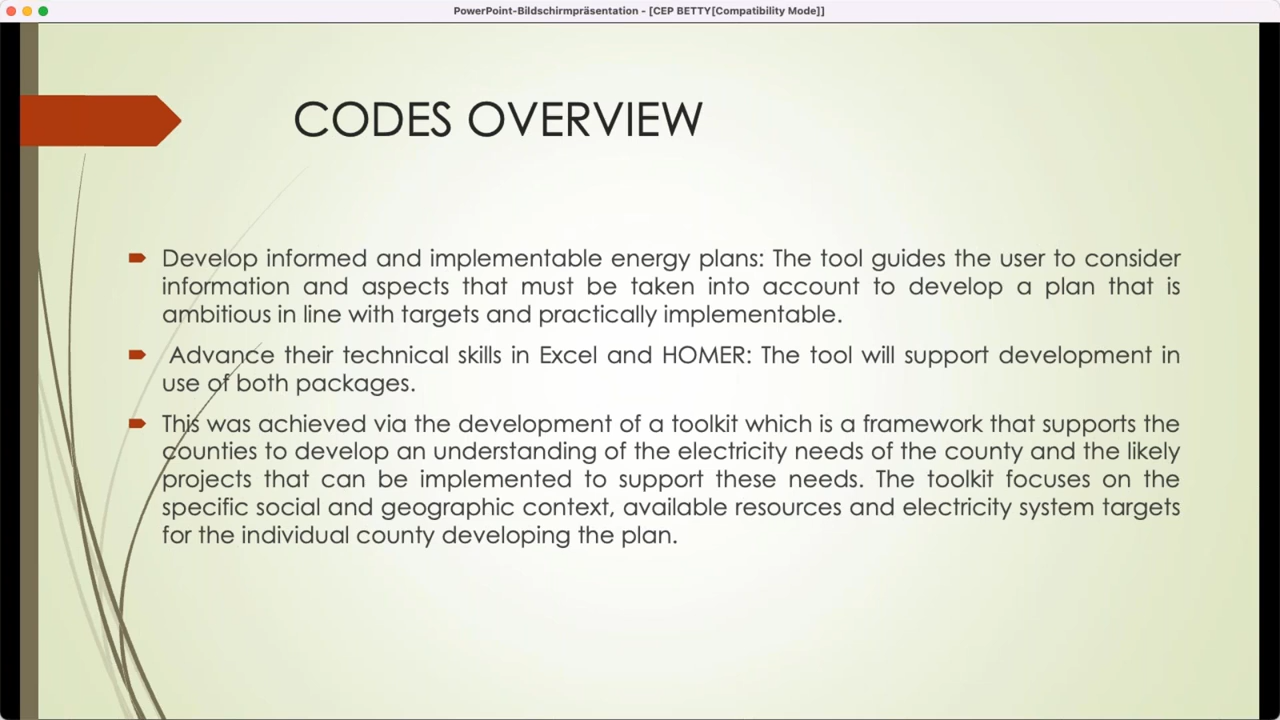 PowerPoint-Bildschirmpräsentation - [CEP BETTY[Compatibility Mode]]
CODES OVERVIEW
Develop informed and implementable energy plans: The tool guides the user to consider
information and aspects that must be taken into account to develop a plan that is
ambitious in line with targets and practically implementable.
Advance their technical skills in Excel and HOMER: The tool will support development in
use of both packages.
This was achieved via the development of a toolkit which is a framework that supports the
counties to develop an understanding of the electricity needs of the county and the likely
projects that can be implemented to support these needs. The toolkit focuses on the
specific social and geographic context, available resources and electricity system targets
for the individual county developing the plan.